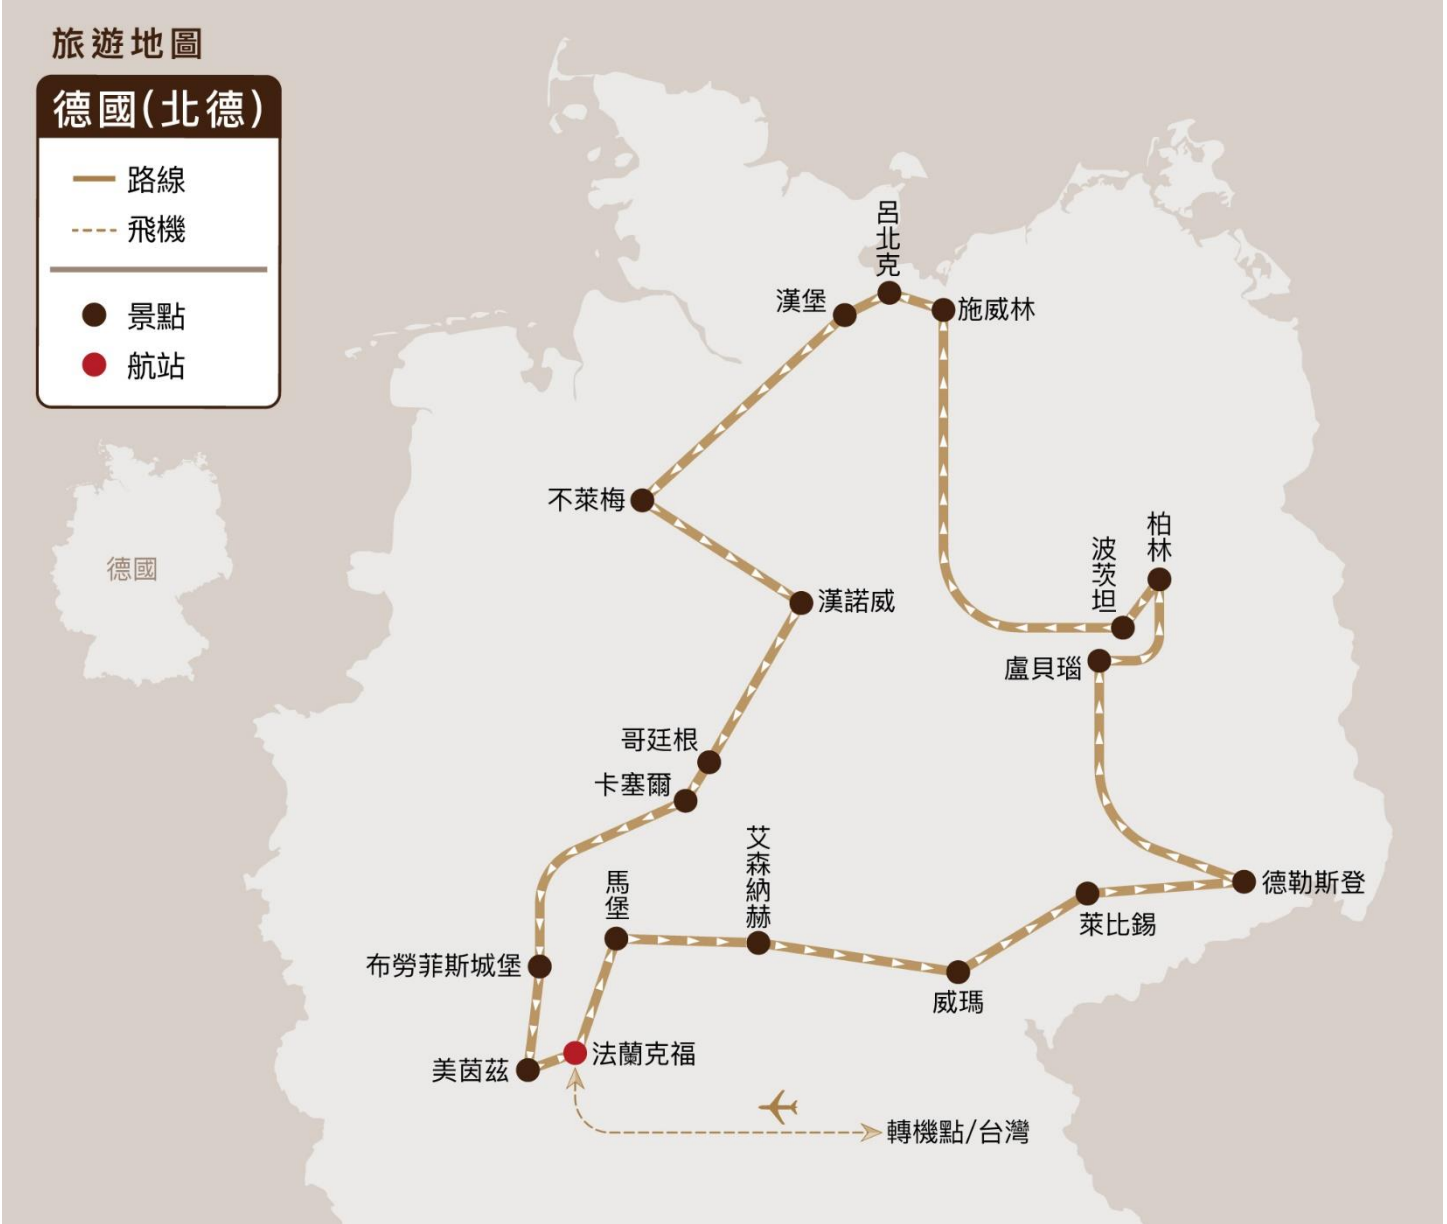 旅遊地圖
德國(北德)
路線
飛機
景點
航站
德國
呂北克
漢堡
施威林
不萊梅
柏林
波茨坦
漢諾威
盧貝瑙
哥廷根
卡塞爾
艾森納赫
馬堡
德勒斯登
萊比錫
布勞菲斯城堡
威瑪
法蘭克福
美茵茲
轉機點/台灣